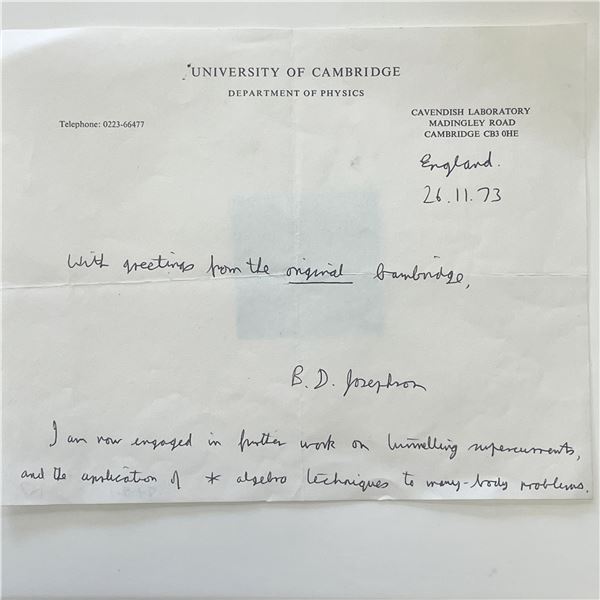 UNIVERSITY OF CAMBRIDGE
DEPARTMENT OF PHYSICS
Telephone: 0223-66477
CAVENDISH LABORATORY
MADINGLEY ROAD
CAMBRIDGE CB3 0HE
England.
26.11.73
With greetings from the original Cambridge,
B. D. Josephson
I am now engaged in further work on tunnelling supercurrents,
and the application of * algebra techniques to many-body problems.